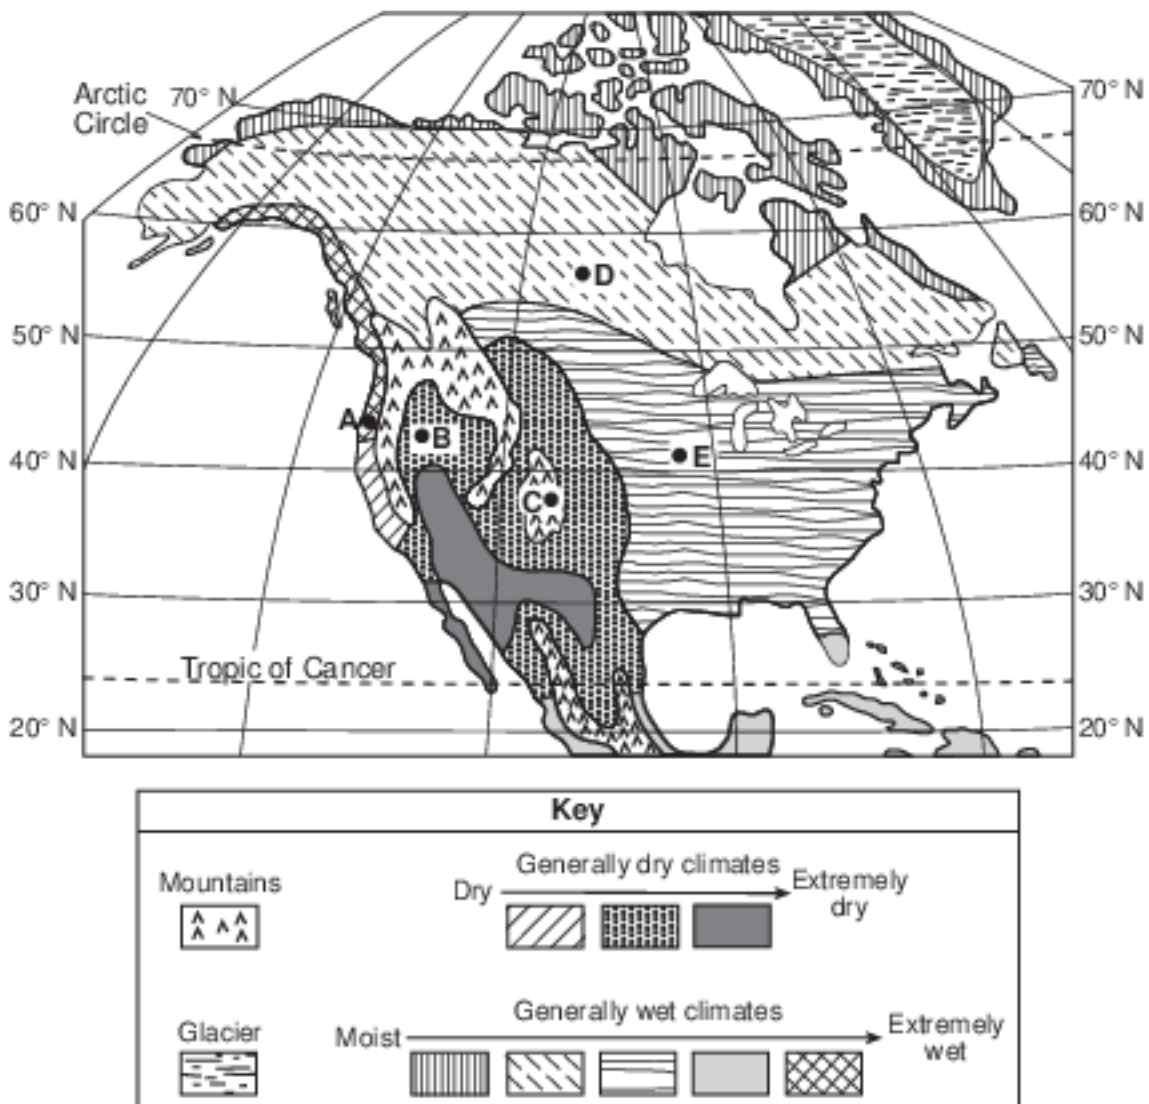 Arctic
Circle
70° N
70° N
60° N
60° N
D
50° N
50° N
A
B
E
40° N
40° N
C
30° N
30° N
Tropic of Cancer
20° N
20° N
Key
Mountains
Generally dry climates
Dry
Extremely
dry
Glacier
Generally wet climates
Moist
Extremely
wet